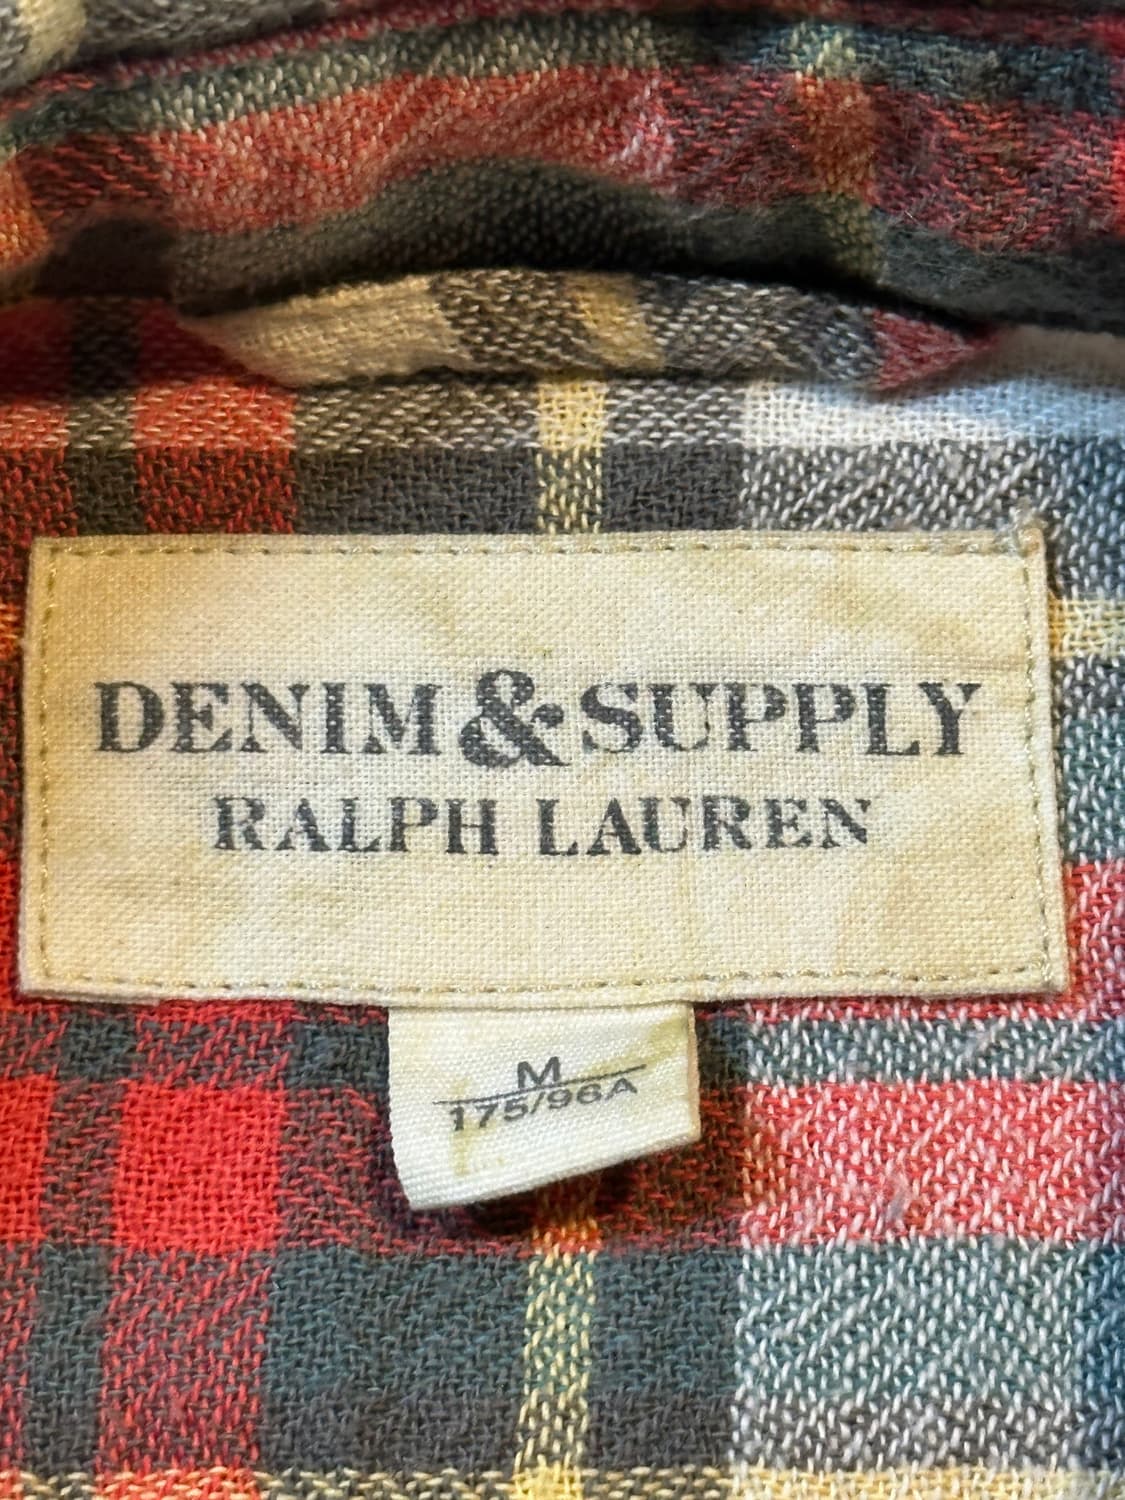 DENIM & SUPPLY
RALPH LAUREN
M
175/96A